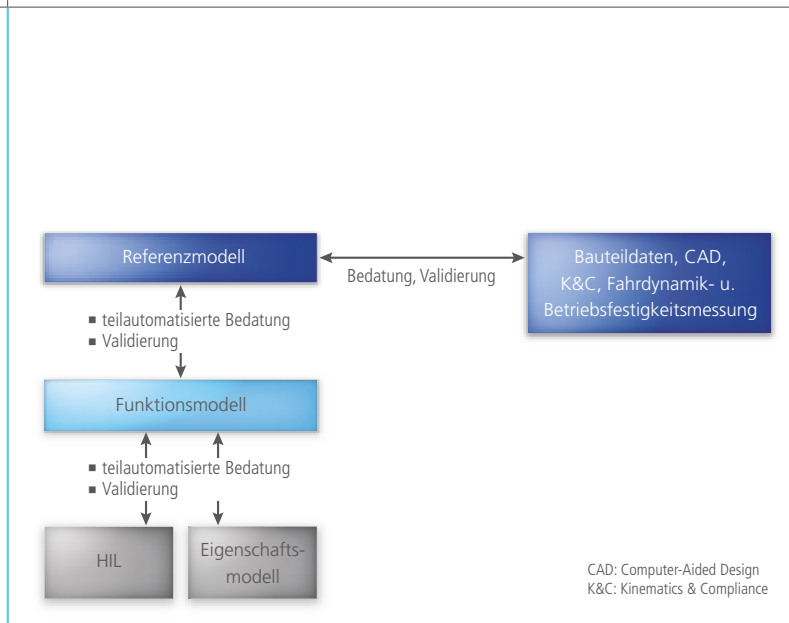 Referenzmodell
Bedatung, Validierung
Bauteildaten, CAD,
K&C, Fahrdynamik- u.
Betriebsfestigkeitsmessung
▪ teilautomatisierte Bedatung
▪ Validierung
Funktionsmodell
▪ teilautomatisierte Bedatung
▪ Validierung
HIL
Eigenschafts-
modell
CAD: Computer-Aided Design
K&C: Kinematics & Compliance